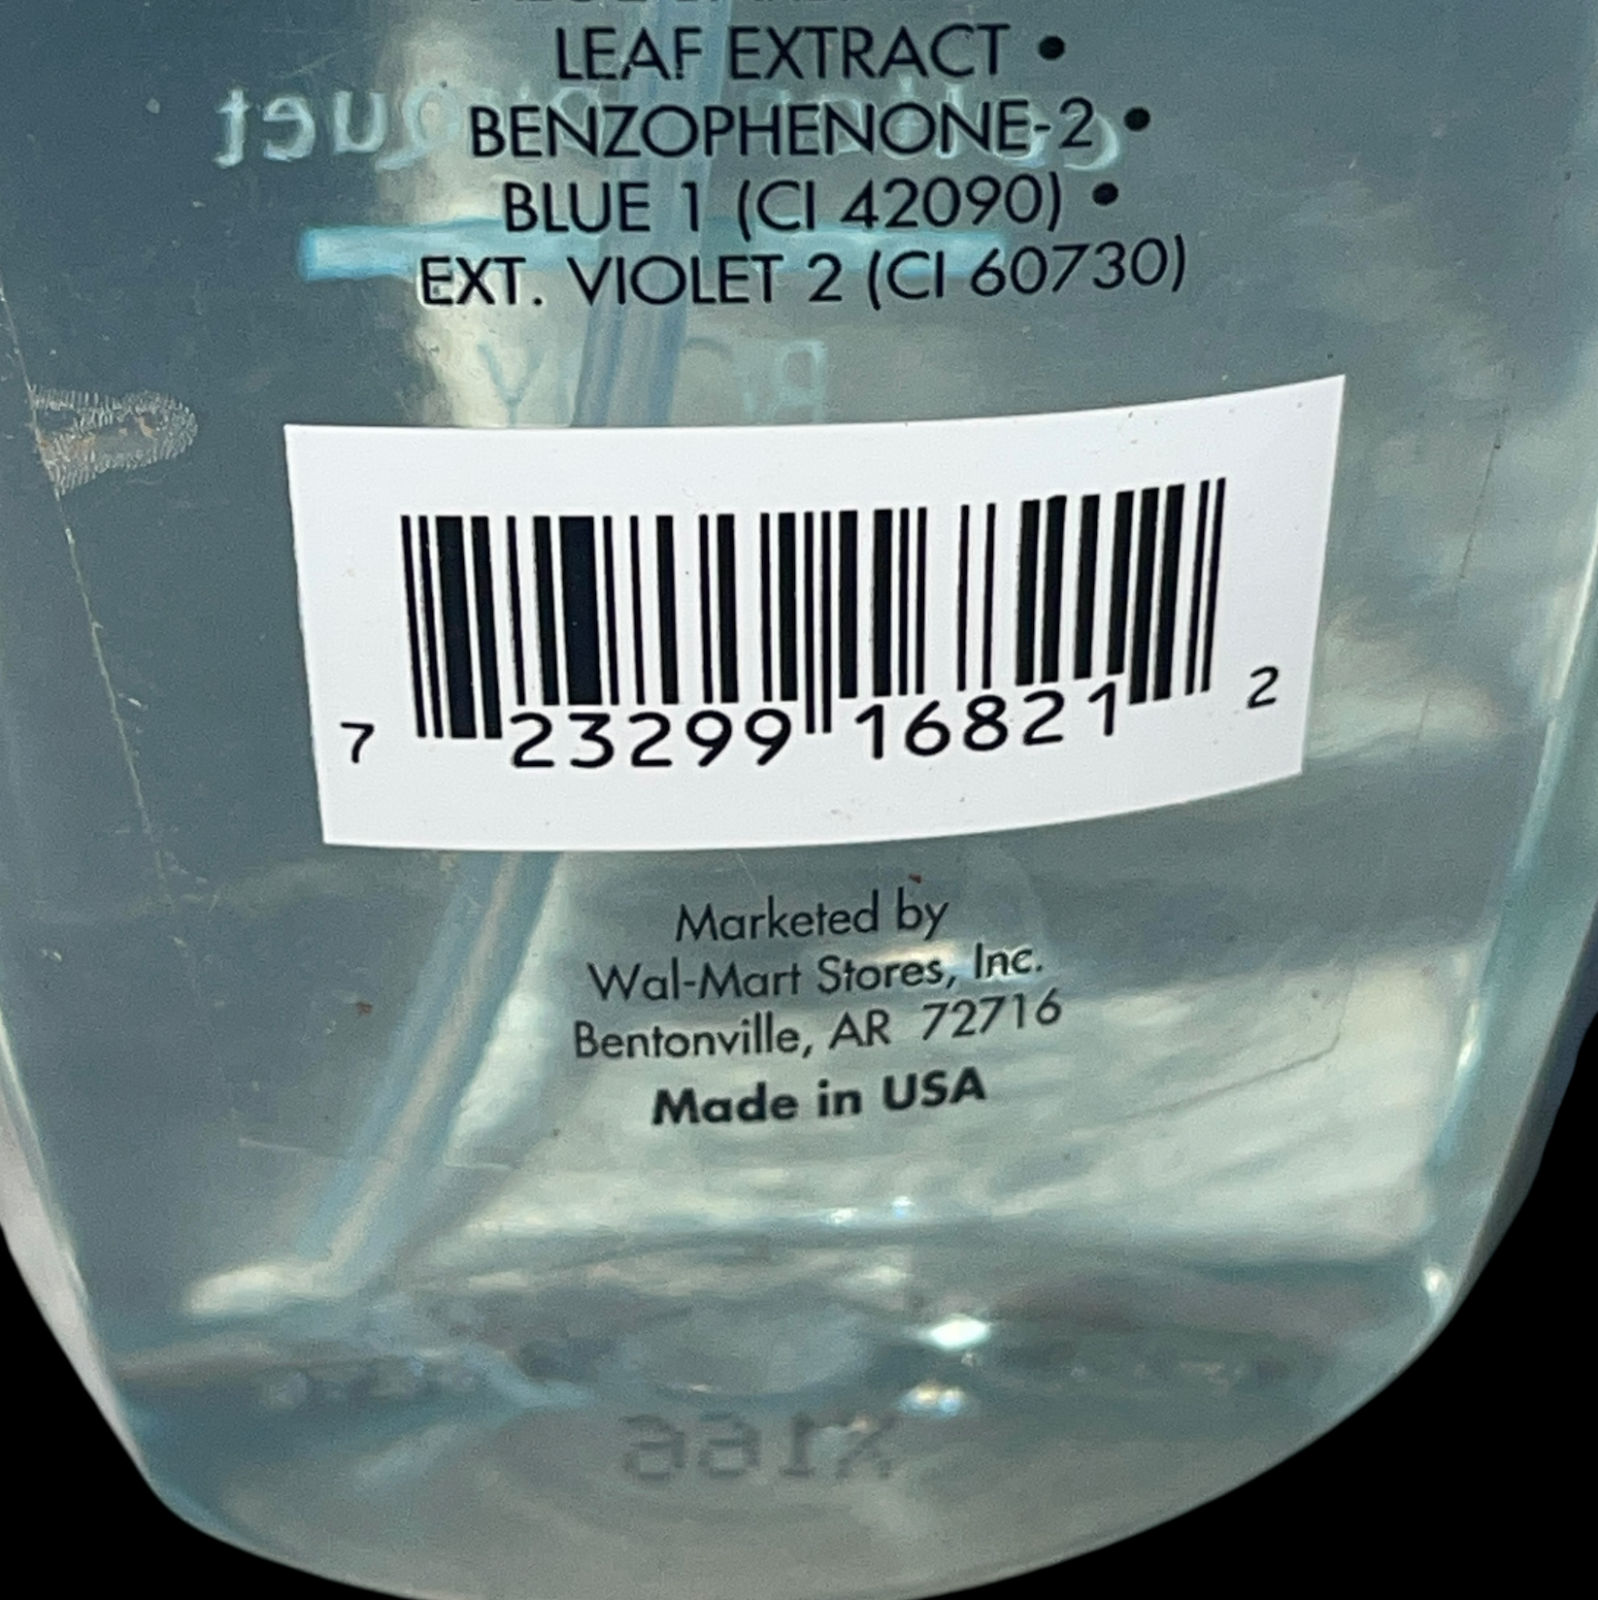 LEAF EXTRACT •
BENZOPHENONE-2 •
BLUE 1 (CI 42090) •
EXT. VIOLET 2 (CI 60730)
7 23299 16821 2
Marketed by
Wal-Mart Stores, Inc.
Bentonville, AR 72716
Made in USA